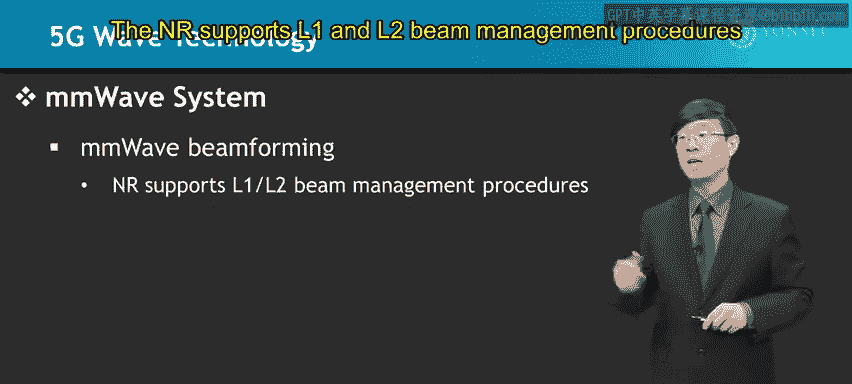 The NR supports L1 and L2 beam management procedures
5G Wave Technology
YONSEI
❖ mmWave System
▪ mmWave beamforming
• NR supports L1/L2 beam management procedures